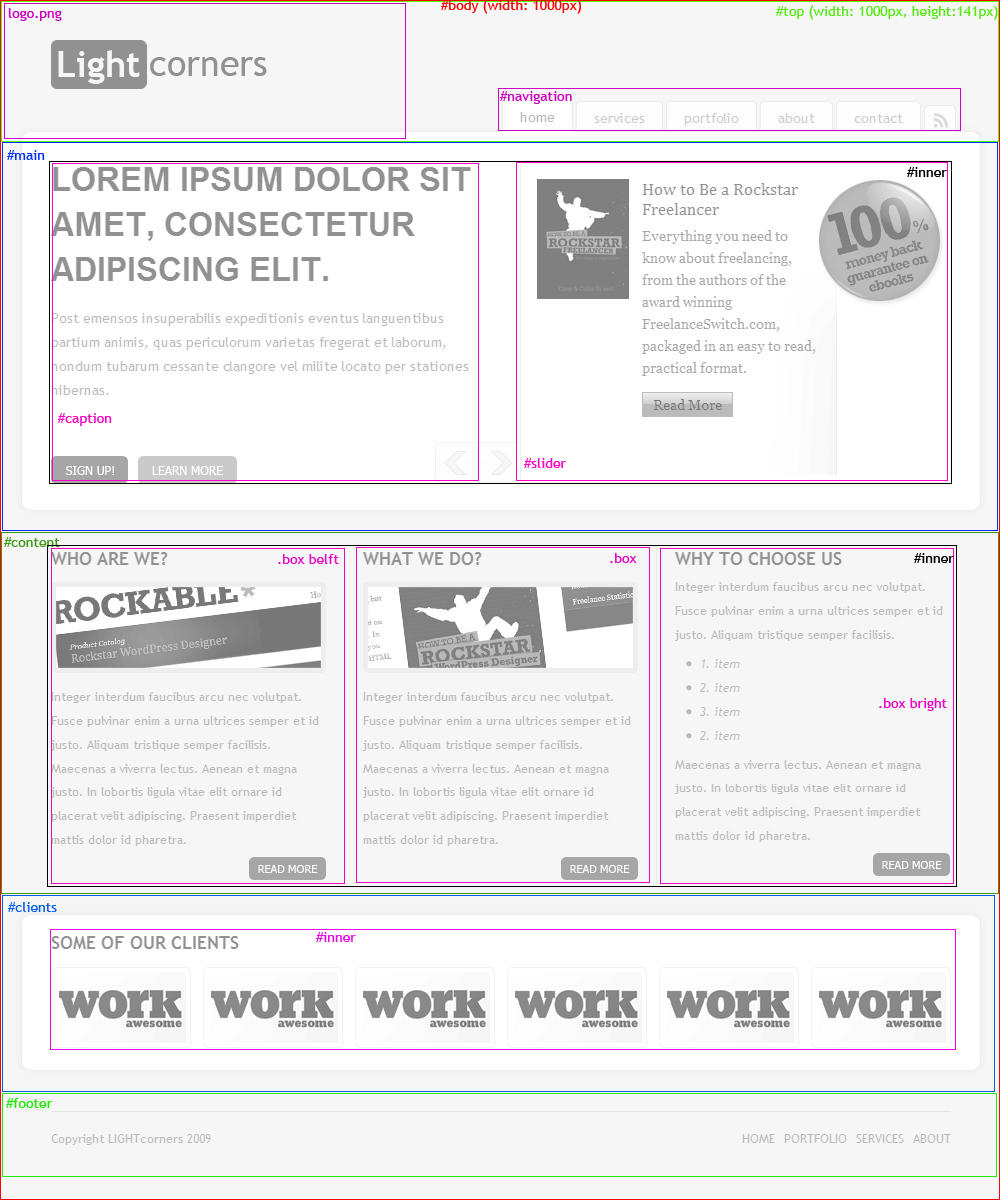 logo.png
#body (width: 1000px)
#top (width: 1000px, height:141px)
Light corners
#navigation
home services portfolio about contact
#main
LOREM IPSUM DOLOR SIT
AMET, CONSECTETUR
ADIPISCING ELIT.
Post emensos insuperabilis expeditionis eventus languentibus
partium animis, quas periculorum varietas fregerat et laborum,
nondum tubarum cessante clangore vel milite locato per stationes
hibernas.
#caption
SIGN UP! LEARN MORE
#inner
HOW TO BE A
ROCKSTAR
FREELANCER
How to Be a Rockstar
Freelancer
Everything you need to
know about freelancing,
from the authors of the
award winning
FreelanceSwitch.com,
packaged in an easy to read,
practical format.
Read More
100%
money back
guarantee on
ebooks
#slider
#content
WHO ARE WE?
.box belft
ROCKABLE*
Ho
Product Catalog
Rockstar WordPress Designer
Integer interdum faucibus arcu nec volutpat.
Fusce pulvinar enim a urna ultrices semper et id
justo. Aliquam tristique semper facilisis.
Maecenas a viverra lectus. Aenean et magna
justo. In lobortis ligula vitae elit ornare id
placerat velit adipiscing. Praesent imperdiet
mattis dolor id pharetra.
READ MORE
WHAT WE DO?
.box
but
t on
. In
you
HTML
HOW TO BE A
ROCKSTAR
WordPress Designer
Freelance Statistic
Integer interdum faucibus arcu nec volutpat.
Fusce pulvinar enim a urna ultrices semper et id
justo. Aliquam tristique semper facilisis.
Maecenas a viverra lectus. Aenean et magna
justo. In lobortis ligula vitae elit ornare id
placerat velit adipiscing. Praesent imperdiet
mattis dolor id pharetra.
READ MORE
WHY TO CHOOSE US
#inner
Integer interdum faucibus arcu nec volutpat.
Fusce pulvinar enim a urna ultrices semper et id
justo. Aliquam tristique semper facilisis.
1. item
2. item
3. item
2. item
.box bright
Maecenas a viverra lectus. Aenean et magna
justo. In lobortis ligula vitae elit ornare id
placerat velit adipiscing. Praesent imperdiet
mattis dolor id pharetra.
READ MORE
#clients
SOME OF OUR CLIENTS
#inner
work awesome
work awesome
work awesome
work awesome
work awesome
work awesome
#footer
Copyright LIGHTcorners 2009
HOME PORTFOLIO SERVICES ABOUT